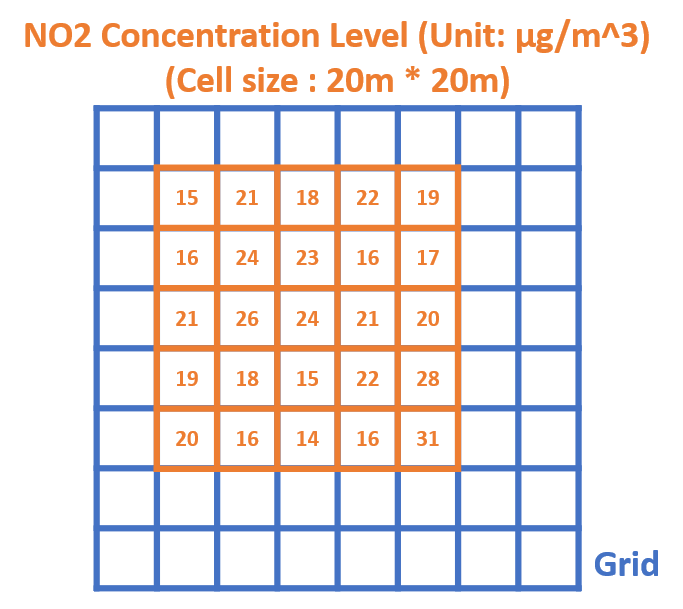 NO2 Concentration Level (Unit: µg/m^3)
(Cell size : 20m * 20m)
15 21 18 22 19
16 24 23 16 17
21 26 24 21 20
19 18 15 22 28
20 16 14 16 31
Grid